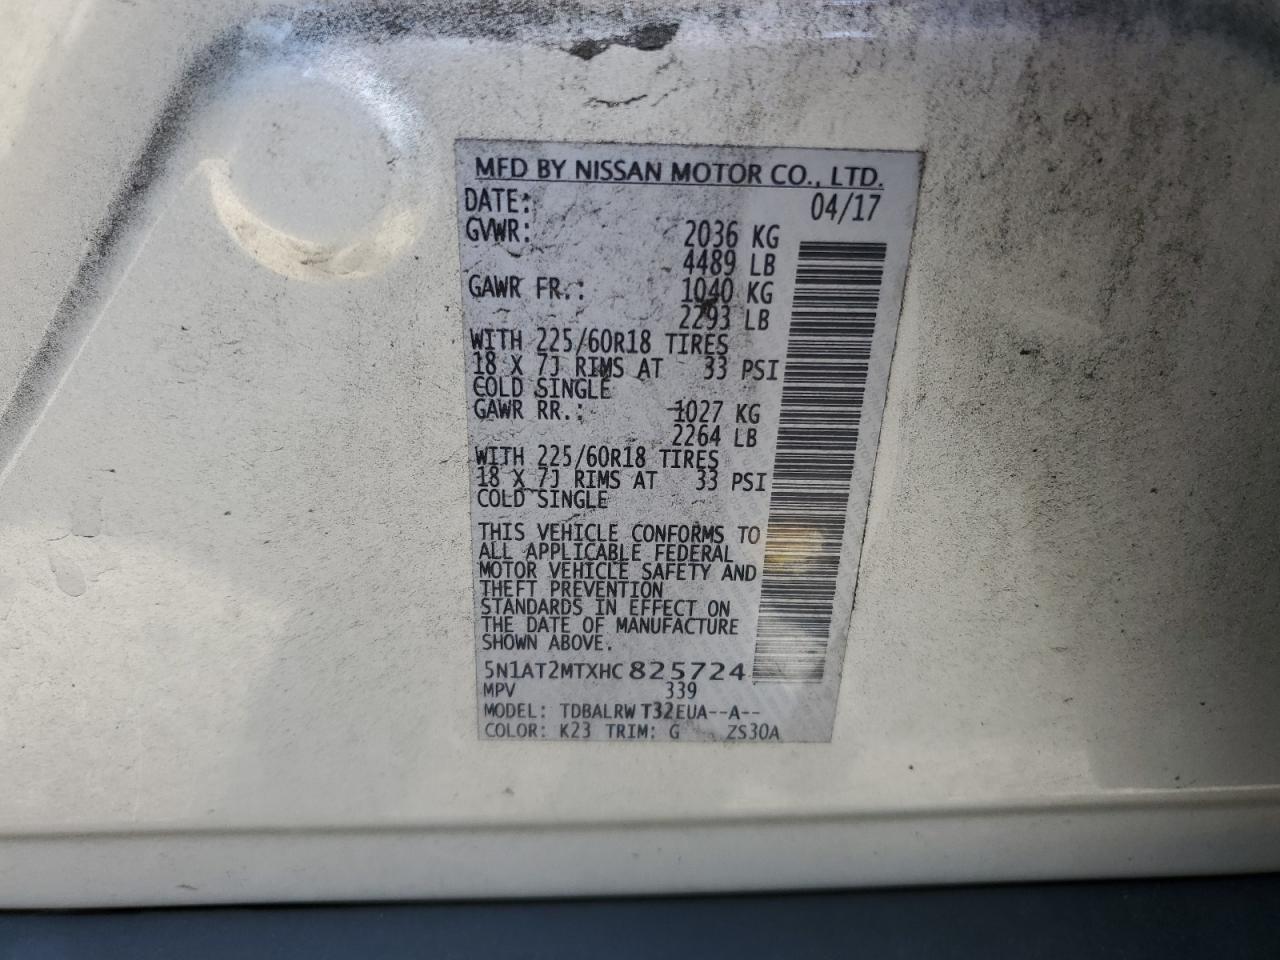 MFD BY NISSAN MOTOR CO., LTD.
DATE: 04/17
GVWR: 2036 KG
4489 LB
GAWR FR.: 1040 KG
2293 LB
WITH 225/60R18 TIRES
18 X 7J RIMS AT 33 PSI
COLD SINGLE
GAWR RR.: 1027 KG
2264 LB
WITH 225/60R18 TIRES
18 X 7J RIMS AT 33 PSI
COLD SINGLE
THIS VEHICLE CONFORMS TO
ALL APPLICABLE FEDERAL
MOTOR VEHICLE SAFETY AND
THEFT PREVENTION
STANDARDS IN EFFECT ON
THE DATE OF MANUFACTURE
SHOWN ABOVE.
5N1AT2MTXHC825724
MPV 339
MODEL: TDBALRW T32EUA--A--
COLOR: K23 TRIM: G ZS30A